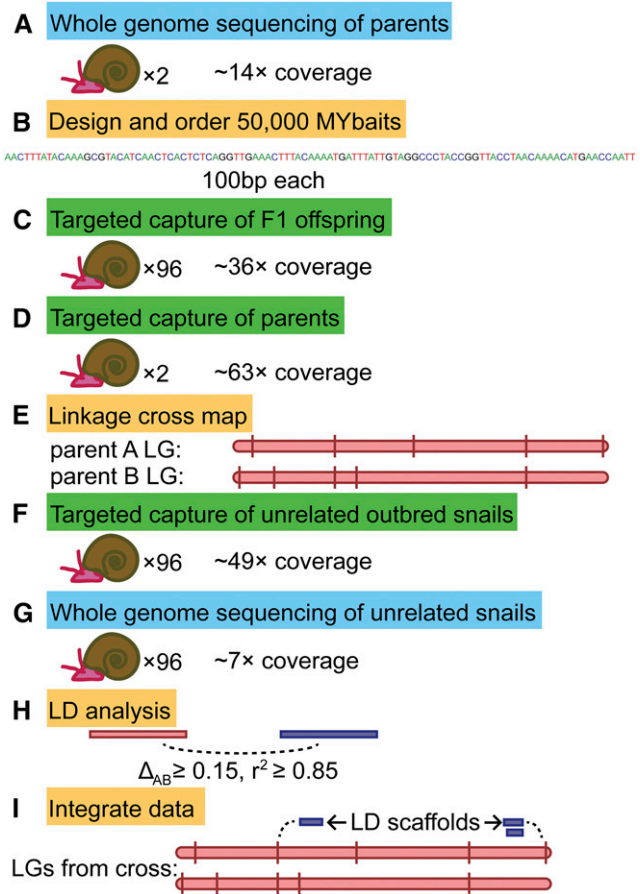 A Whole genome sequencing of parents
×2 ~14× coverage
B Design and order 50,000 MYbaits
AACTTTATACAAAGCGTACATCAACTCACTCTCAGGTTGAAACTTTACAAAATGATTTATTGTAGGCCCTACCGGTTACCTAACAAAACATGAACCAATT
100bp each
C Targeted capture of F1 offspring
×96 ~36× coverage
D Targeted capture of parents
×2 ~63× coverage
E Linkage cross map
parent A LG:
parent B LG:
F Targeted capture of unrelated outbred snails
×96 ~49× coverage
G Whole genome sequencing of unrelated snails
×96 ~7× coverage
H LD analysis
Δ_AB ≥ 0.15, r² ≥ 0.85
I Integrate data
LD scaffolds
LGs from cross: